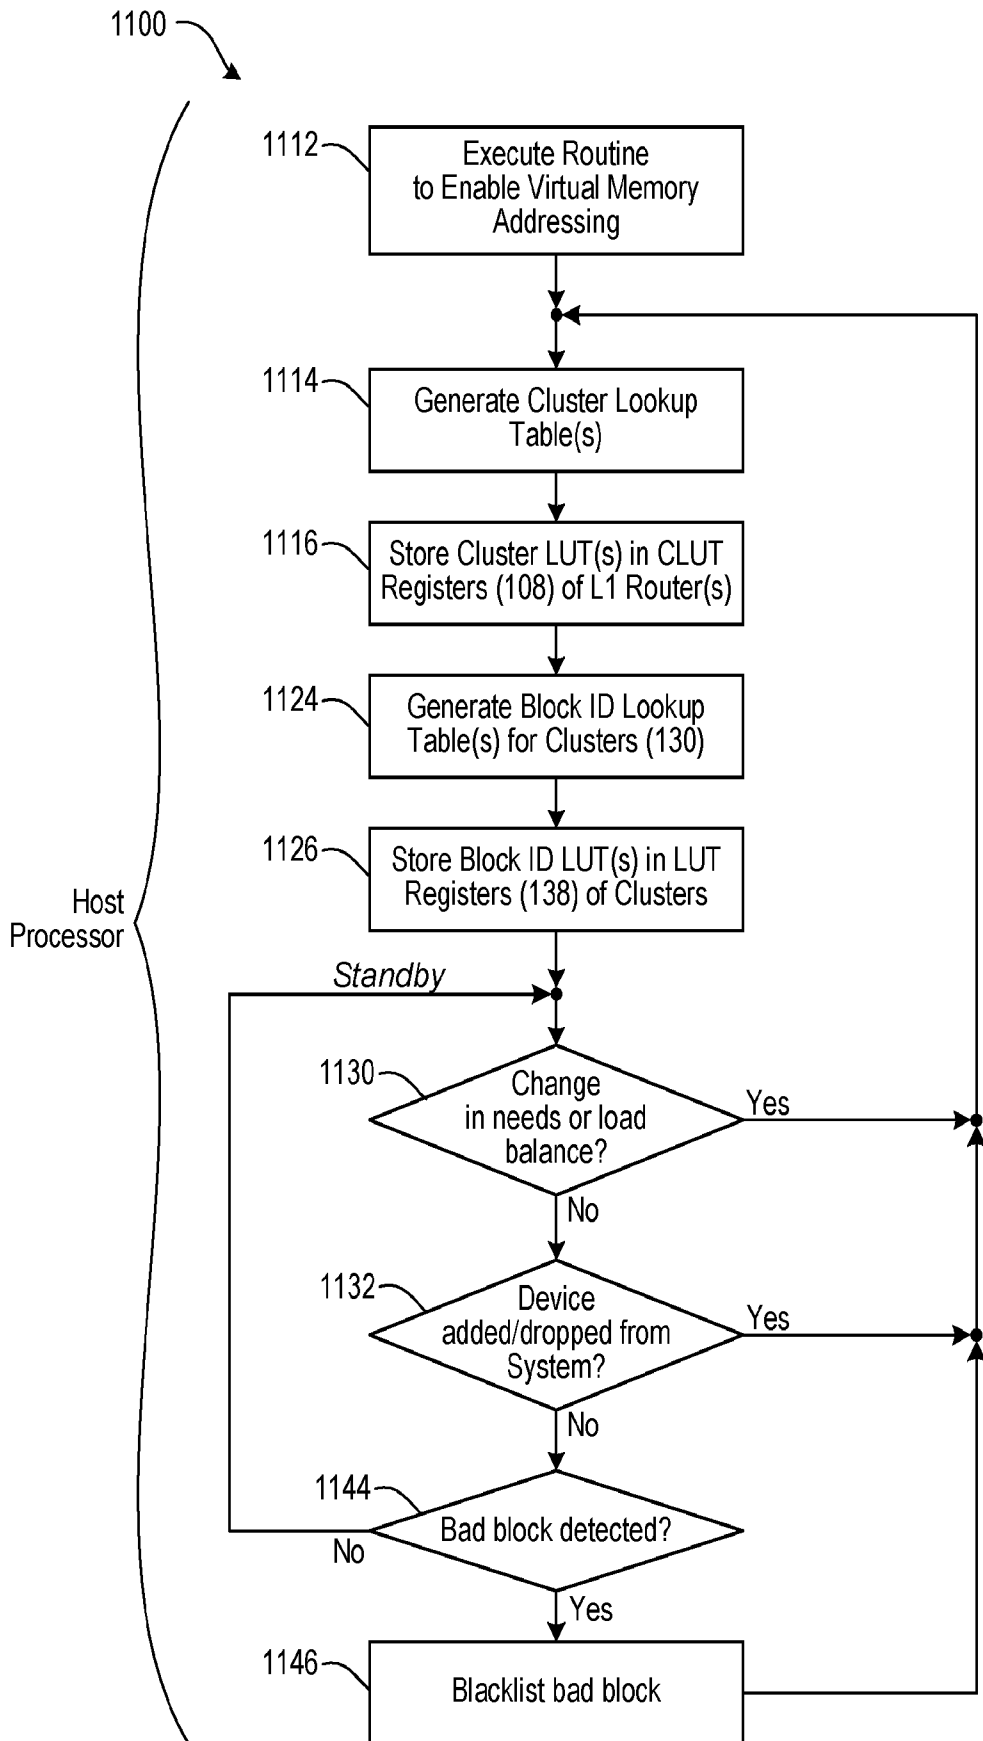 1100
1112
Execute Routine
to Enable Virtual Memory
Addressing
1114
Generate Cluster Lookup
Table(s)
1116
Store Cluster LUT(s) in CLUT
Registers (108) of L1 Router(s)
1124
Generate Block ID Lookup
Table(s) for Clusters (130)
1126
Store Block ID LUT(s) in LUT
Registers (138) of Clusters
Host
Processor
Standby
1130
Change
in needs or load
balance?
Yes
No
1132
Device
added/dropped from
System?
Yes
No
1144
Bad block detected?
No
Yes
1146
Blacklist bad block